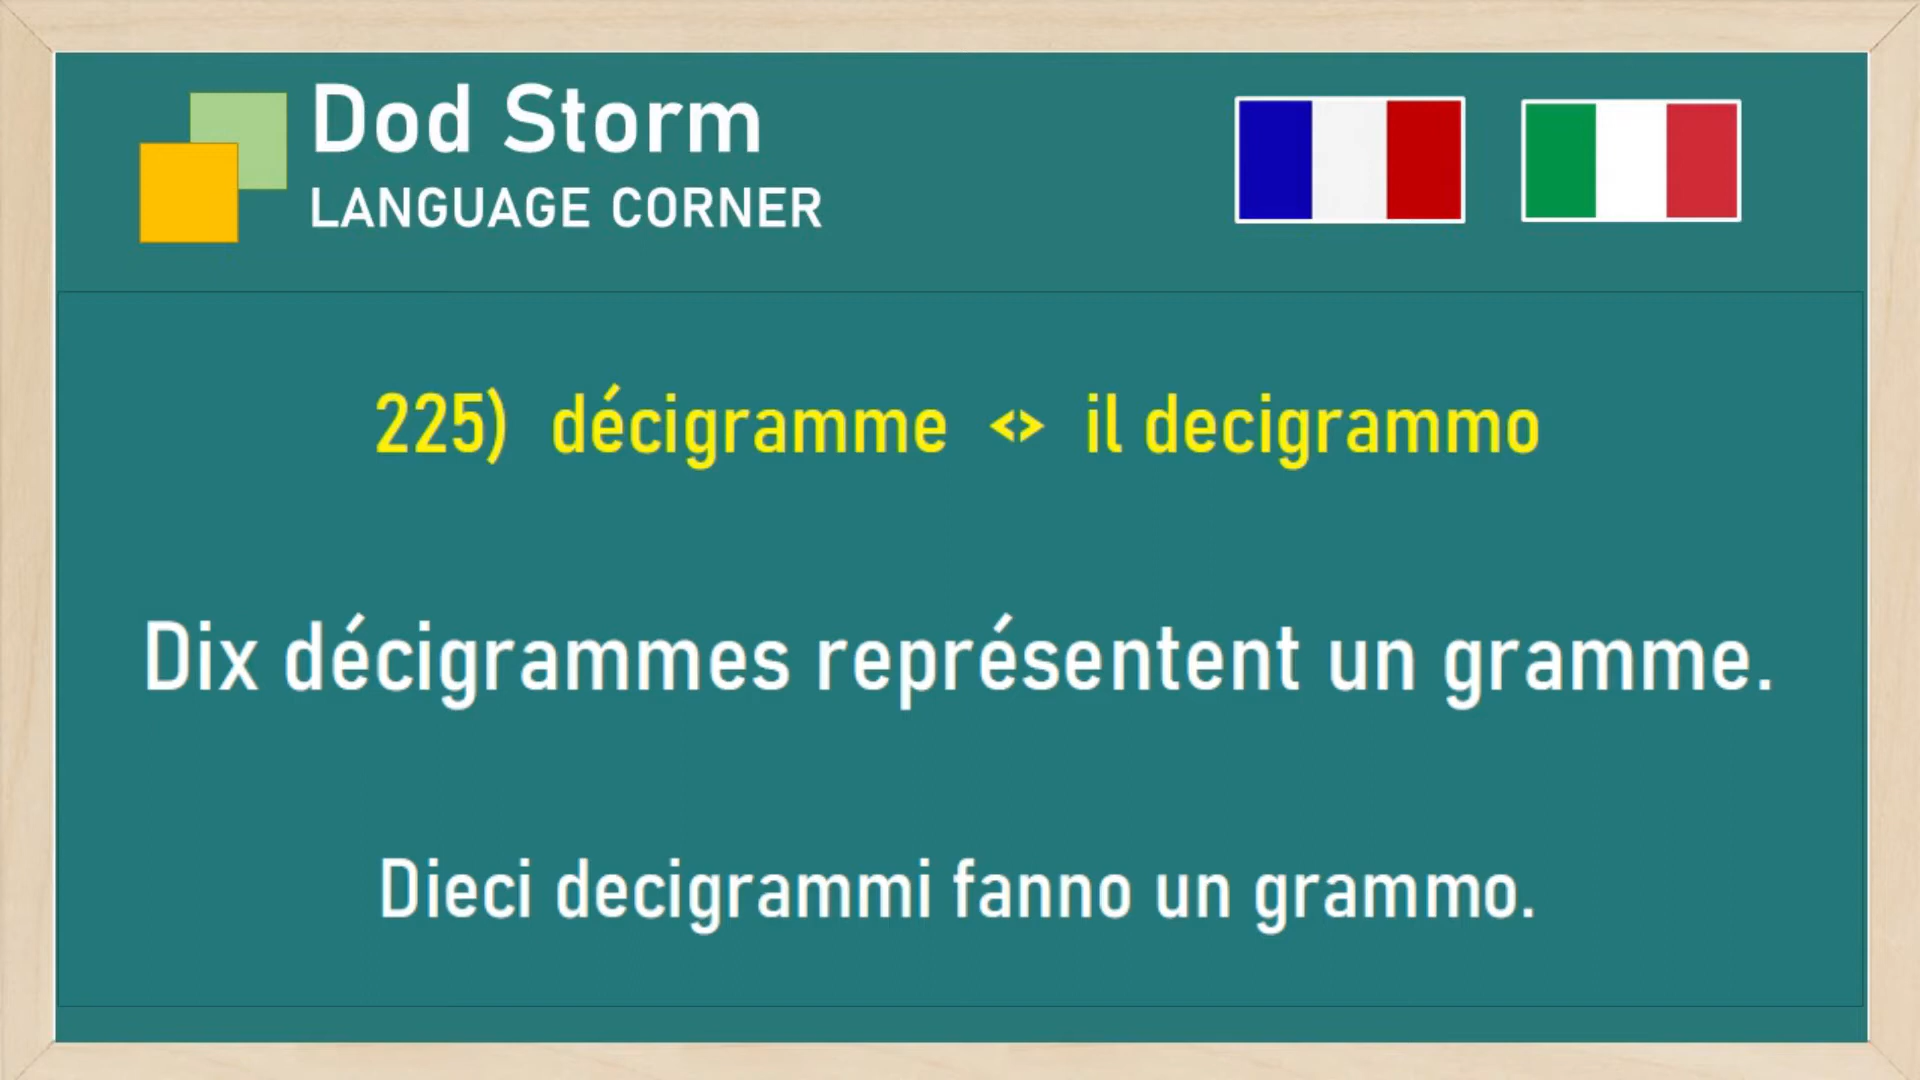 Dod Storm
LANGUAGE CORNER
225) décigramme <> il decigrammo
Dix décigrammes représentent un gramme.
Dieci decigrammi fanno un grammo.